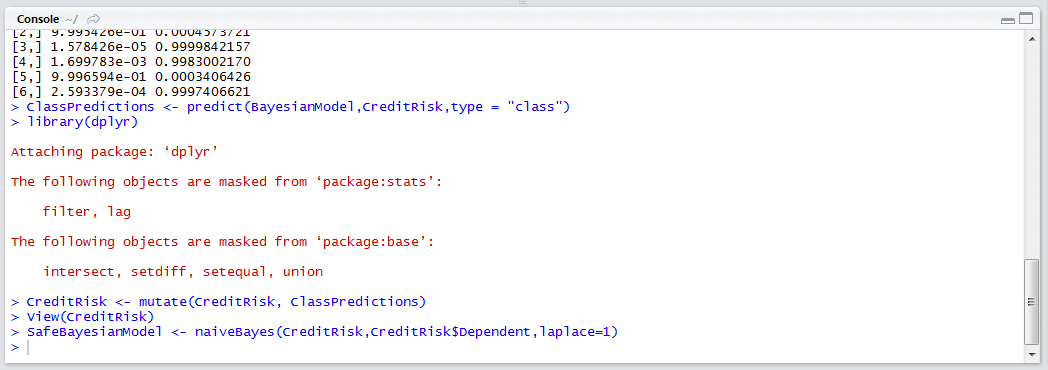 Console ~/
[2,] 9.995426e-01 0.0004573721
[3,] 1.578426e-05 0.9999842157
[4,] 1.699783e-03 0.9983002170
[5,] 9.996594e-01 0.0003406426
[6,] 2.593379e-04 0.9997406621
> ClassPredictions <- predict(BayesianModel,CreditRisk,type = "class")
> library(dplyr)
Attaching package: ‘dplyr’
The following objects are masked from ‘package:stats’:
filter, lag
The following objects are masked from ‘package:base’:
intersect, setdiff, setequal, union
> CreditRisk <- mutate(CreditRisk, ClassPredictions)
> View(CreditRisk)
> SafeBayesianModel <- naiveBayes(CreditRisk,CreditRisk$Dependent,laplace=1)
>